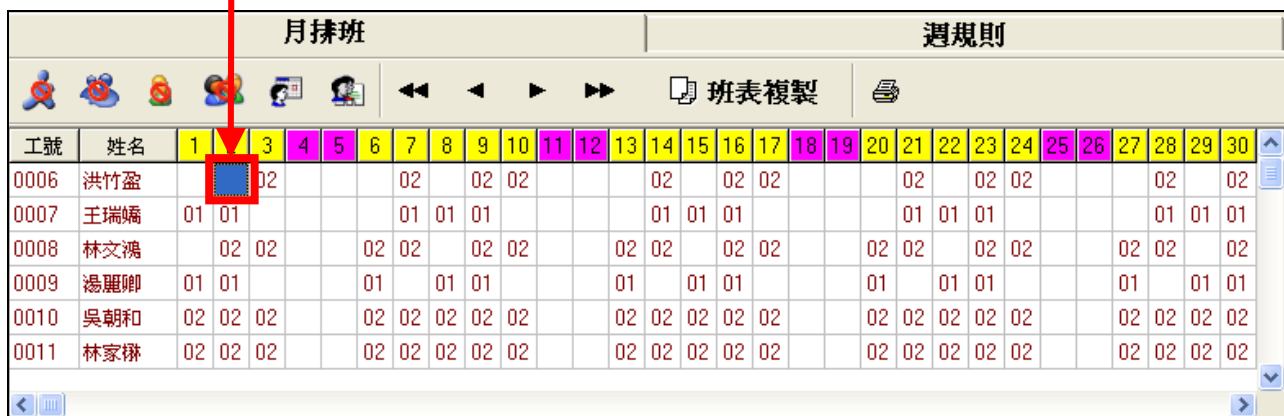 月排班 週規則
班表複製
工號 姓名 1 3 4 5 6 7 8 9 10 11 12 13 14 15 16 17 18 19 20 21 22 23 24 25 26 27 28 29 30
0006 洪竹盈 02 02 02 02 02 02 02 02 02 02 02 02
0007 王瑞嬌 01 01 01 01 01 01 01 01 01 01 01 01 01 01
0008 林文鴻 02 02 02 02 02 02 02 02 02 02 02 02 02 02 02 02 02
0009 湯麗卿 01 01 01 01 01 01 01 01 01 01 01 01 01 01
0010 吳朝和 02 02 02 02 02 02 02 02 02 02 02 02 02 02 02 02 02 02 02 02 02 02
0011 林家 02 02 02 02 02 02 02 02 02 02 02 02 02 02 02 02 02 02 02 02 02 02